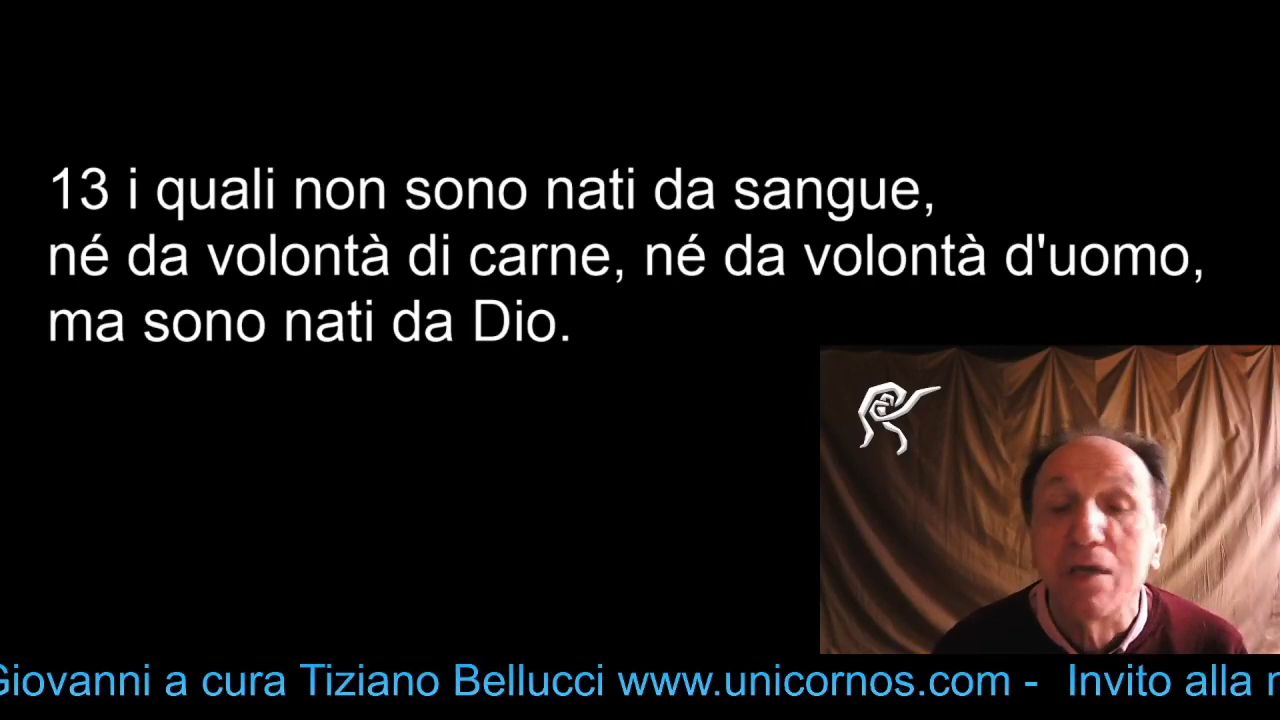 13 i quali non sono nati da sangue,
né da volontà di carne, né da volontà d'uomo,
ma sono nati da Dio.
Giovanni a cura Tiziano Bellucci www.unicornos.com - Invito alla